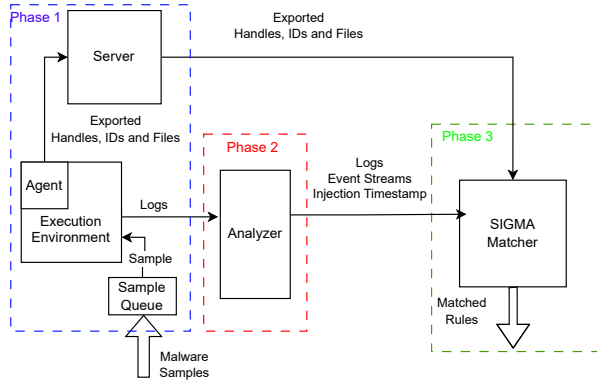 Phase 1
Exported
Handles, IDs and Files
Server
Exported
Handles, IDs and Files
Phase 2
Phase 3
Agent
Execution
Environment
Logs
Analyzer
Logs
Event Streams
Injection Timestamp
SIGMA
Matcher
Sample
Sample
Queue
Matched
Rules
Malware
Samples